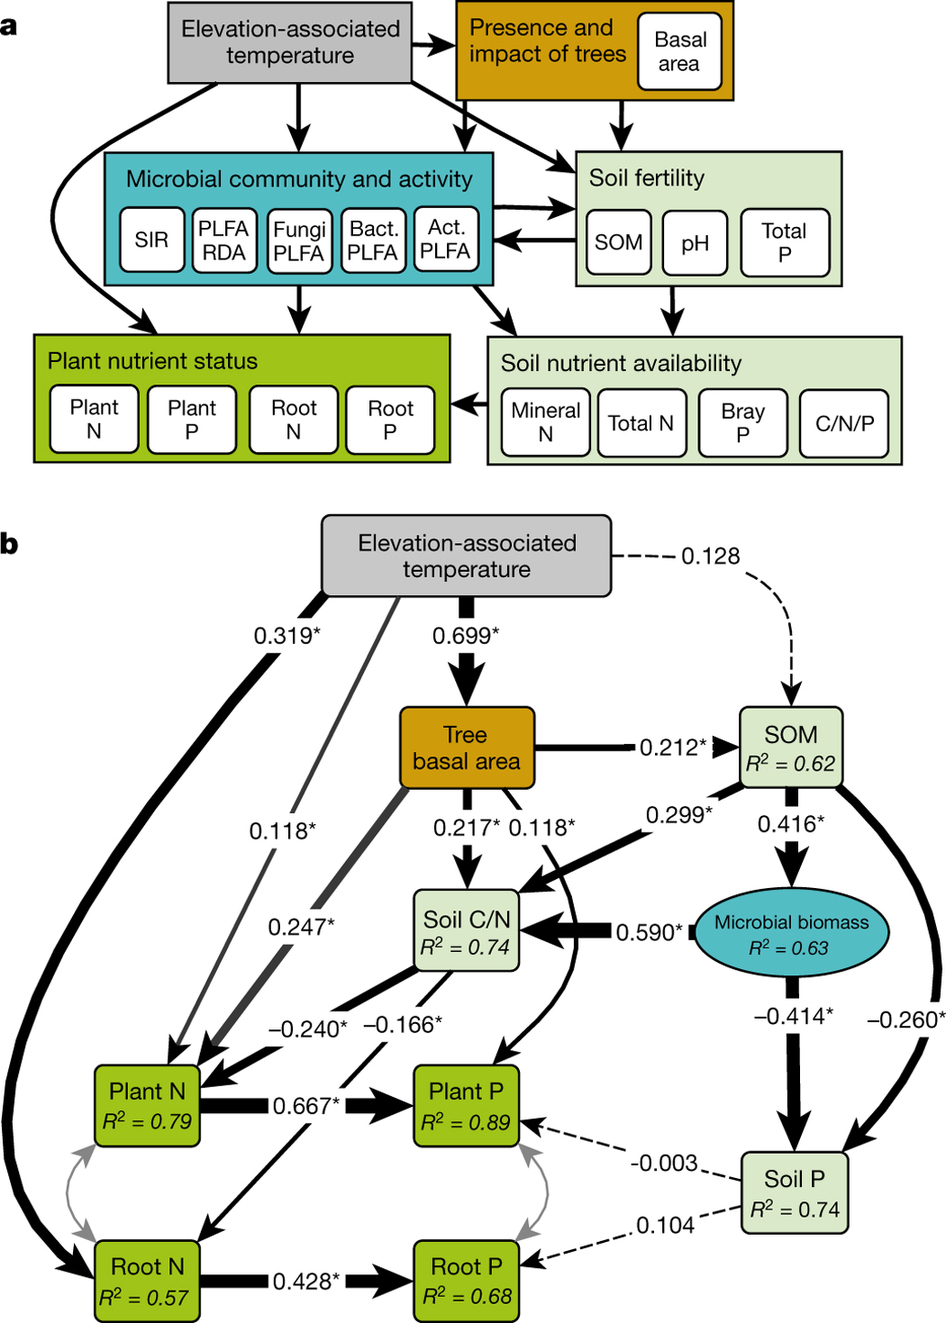 a
Elevation-associated
temperature
Presence and
impact of trees
Basal
area
Microbial community and activity
SIR
PLFA
RDA
Fungi
PLFA
Bact.
PLFA
Act.
PLFA
Soil fertility
SOM
pH
Total
P
Plant nutrient status
Plant
N
Plant
P
Root
N
Root
P
Soil nutrient availability
Mineral
N
Total N
Bray
P
C/N/P
b
Elevation-associated
temperature
0.128
0.319*
0.699*
Tree
basal area
0.212*
SOM
R² = 0.62
0.118*
0.217*
0.118*
0.299*
0.416*
0.247*
Soil C/N
R² = 0.74
0.590*
Microbial biomass
R² = 0.63
–0.240*
–0.166*
–0.414*
–0.260*
Plant N
R² = 0.79
0.667*
Plant P
R² = 0.89
-0.003
Soil P
R² = 0.74
0.104
Root N
R² = 0.57
0.428*
Root P
R² = 0.68